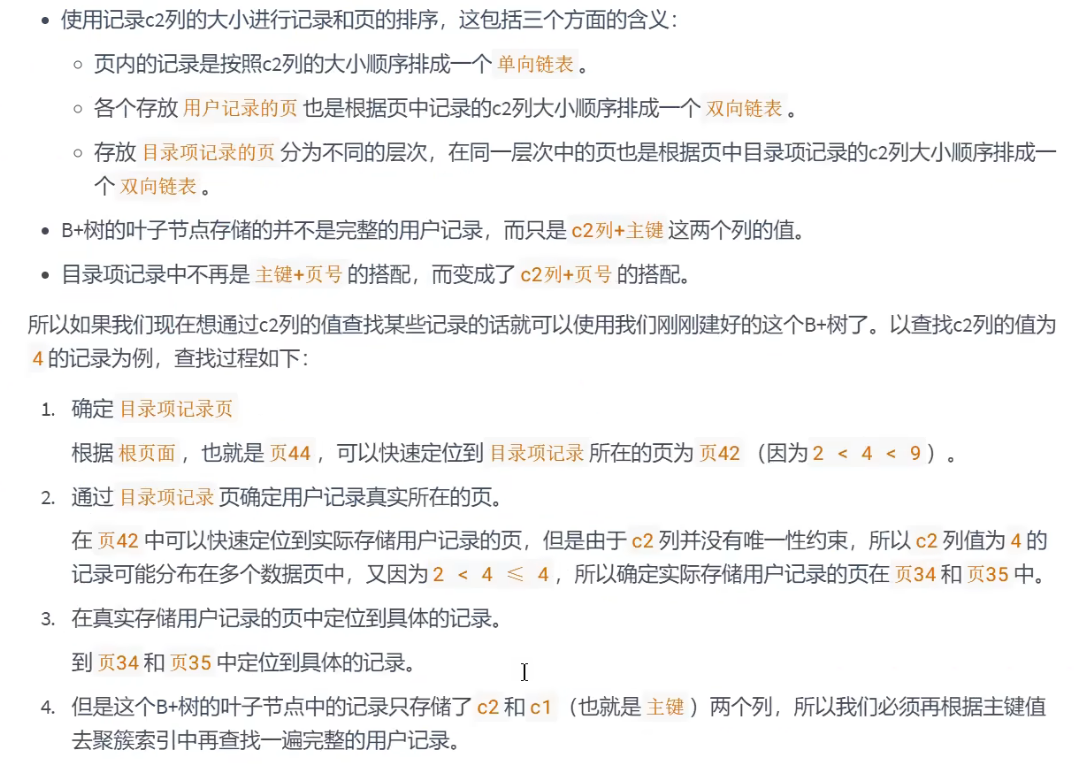 • 使用记录c2列的大小进行记录和页的排序，这包括三个方面的含义：
○ 页内的记录是按照c2列的大小顺序排成一个 单向链表 。
○ 各个存放 用户记录的页 也是根据页中记录的c2列大小顺序排成一个 双向链表 。
○ 存放 目录项记录的页 分为不同的层次，在同一层次中的页也是根据页中目录项记录的c2列大小顺序排成一
个 双向链表 。
• B+树的叶子节点存储的并不是完整的用户记录，而只是 c2列+主键 这两个列的值。
• 目录项记录中不再是 主键+页号 的搭配，而变成了 c2列+页号 的搭配。
所以如果我们现在想通过c2列的值查找某些记录的话就可以使用我们刚刚建好的这个B+树了。以查找c2列的值为
4 的记录为例，查找过程如下：
1. 确定 目录项记录页
根据 根页面 ，也就是 页44 ，可以快速定位到 目录项记录 所在的页为 页42 （因为 2 < 4 < 9 ）。
2. 通过 目录项记录 页确定用户记录真实所在的页。
在 页42 中可以快速定位到实际存储用户记录的页，但是由于 c2 列并没有唯一性约束，所以 c2 列值为 4 的
记录可能分布在多个数据页中，又因为 2 < 4 ≤ 4 ，所以确定实际存储用户记录的页在 页34 和 页35 中。
3. 在真实存储用户记录的页中定位到具体的记录。
到 页34 和 页35 中定位到具体的记录。
4. 但是这个B+树的叶子节点中的记录只存储了 c2 和 c1 （也就是 主键 ）两个列，所以我们必须再根据主键值
去聚簇索引中再查找一遍完整的用户记录。